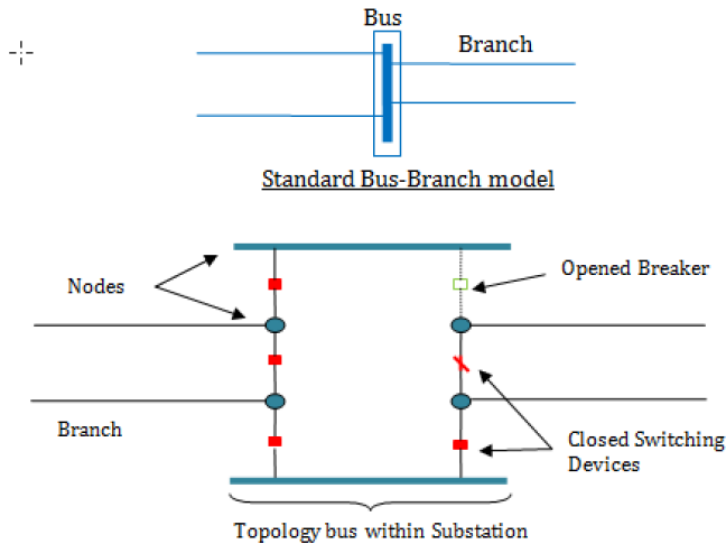 Bus
Branch
Standard Bus-Branch model
Nodes
Opened Breaker
Branch
Closed Switching
Devices
Topology bus within Substation